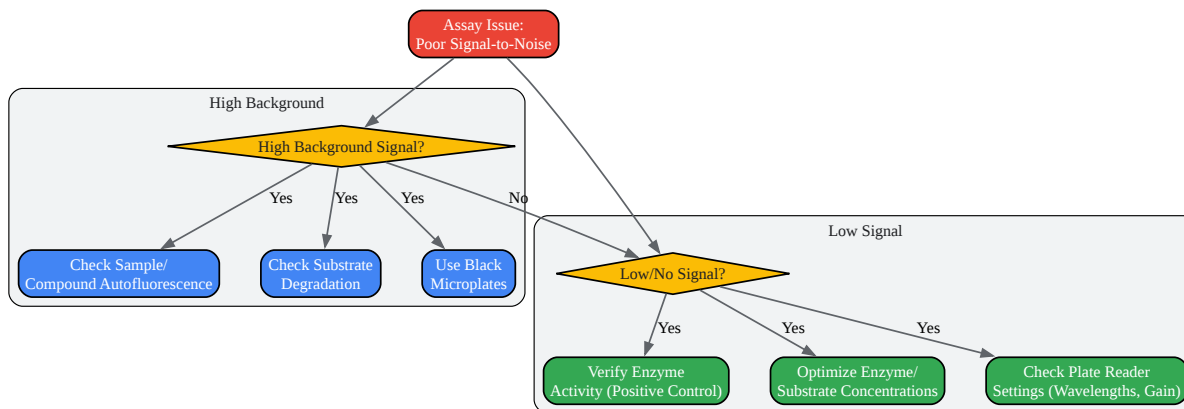 Assay Issue:
Poor Signal-to-Noise
High Background
High Background Signal?
Yes
Yes
Yes
No
Check Sample/
Compound Autofluorescence
Check Substrate
Degradation
Use Black
Microplates
Low Signal
Low/No Signal?
Yes
Yes
Yes
Verify Enzyme
Activity (Positive Control)
Optimize Enzyme/
Substrate Concentrations
Check Plate Reader
Settings (Wavelengths, Gain)